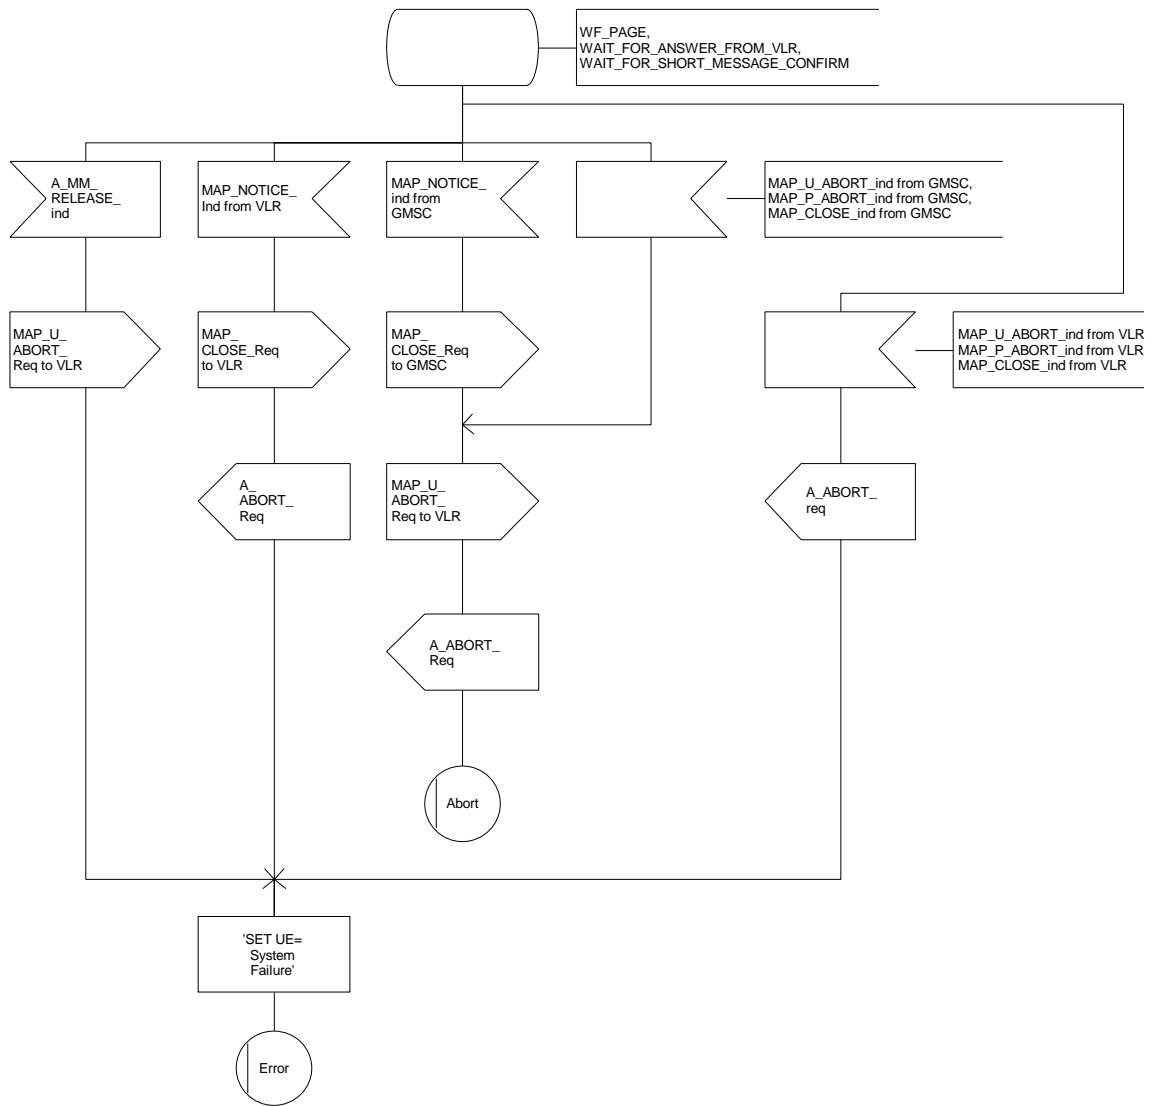 WF_PAGE,
WAIT_FOR_ANSWER_FROM_VLR,
WAIT_FOR_SHORT_MESSAGE_CONFIRM
A_MM_
RELEASE_
ind
MAP_NOTICE_
Ind from VLR
MAP_NOTICE_
ind from
GMSC
MAP_U_ABORT_ind from GMSC,
MAP_P_ABORT_ind from GMSC,
MAP_CLOSE_ind from GMSC
MAP_U_
ABORT_
Req to VLR
MAP_
CLOSE_Req
to VLR
MAP_
CLOSE_Req
to GMSC
MAP_U_ABORT_ind from VLR
MAP_P_ABORT_ind from VLR
MAP_CLOSE_ind from VLR
A_
ABORT_
Req
MAP_U_
ABORT_
Req to VLR
A_ABORT_
req
A_ABORT_
Req
Abort
'SET UE=
System
Failure'
Error